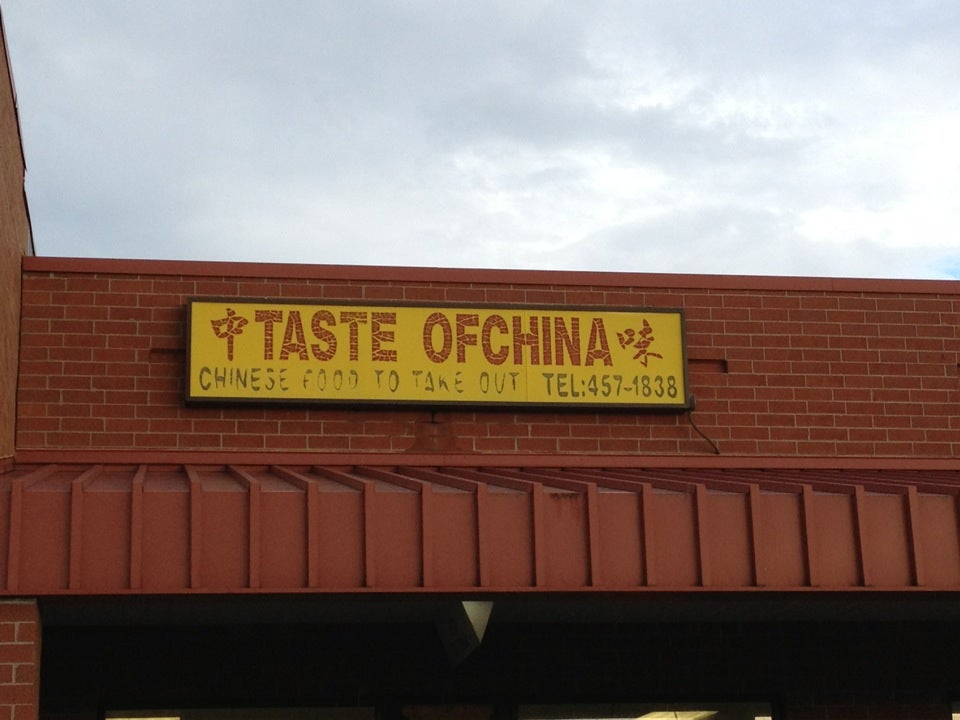 中 TASTE OFCHINA 味
CHINESE FOOD TO TAKE OUT TEL:457-1838